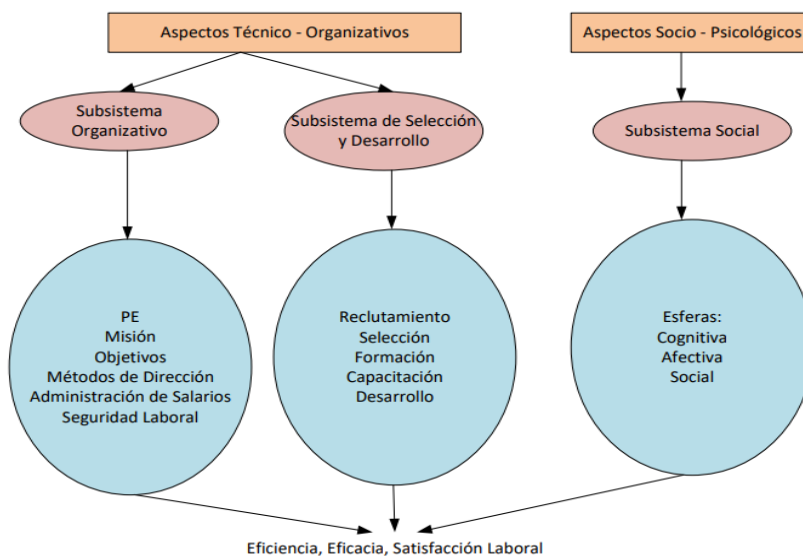 Aspectos Técnico - Organizativos
Aspectos Socio - Psicológicos
Subsistema
Organizativo
Subsistema de Selección
y Desarrollo
Subsistema Social
PE
Misión
Objetivos
Métodos de Dirección
Administración de Salarios
Seguridad Laboral
Reclutamiento
Selección
Formación
Capacitación
Desarrollo
Esferas:
Cognitiva
Afectiva
Social
Eficiencia, Eficacia, Satisfacción Laboral